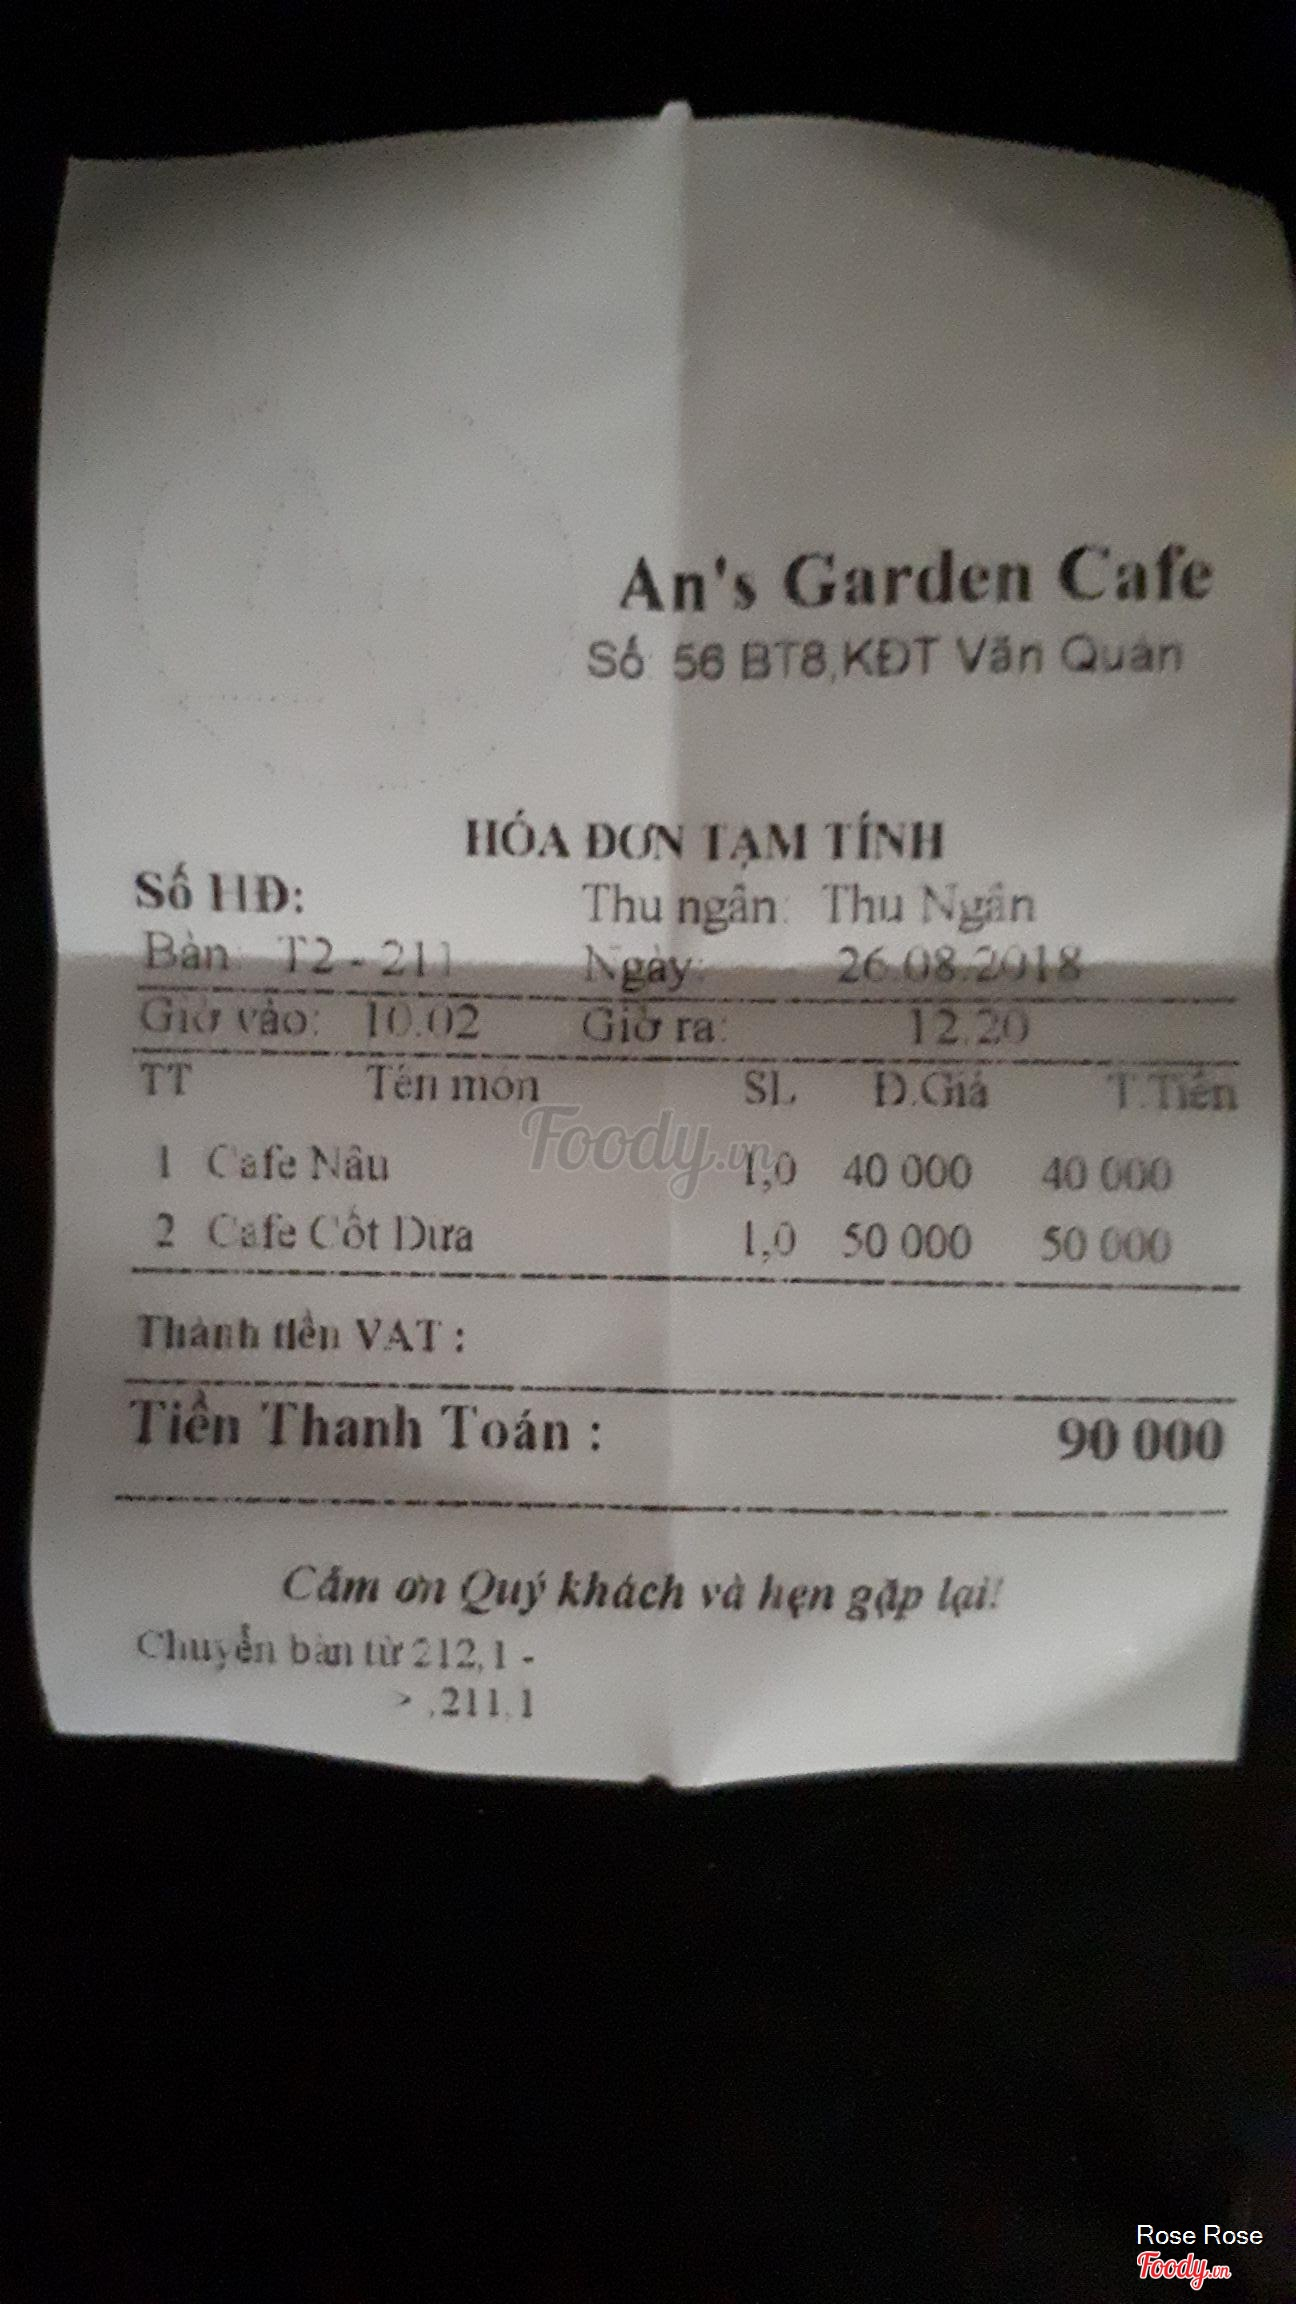 An's Garden Cafe
Số 56 BT8,KĐT Văn Quán
HÓA ĐƠN TẠM TÍNH
Số HĐ: Thu ngân: Thu Ngân
Bàn: T2 - 211 Ngày: 26.08.2018
Giờ vào: 10.02 Giờ ra: 12.20
TT Tên món SL Đ.Giá T.Tiền
1 Cafe Nâu 1,0 40 000 40 000
2 Cafe Cốt Dừa 1,0 50 000 50 000
Thành tiền VAT :
Tiền Thanh Toán : 90 000
Cám ơn Quý khách và hẹn gặp lại!
Chuyển bàn từ 212,1 -
> ,211,1
Foody.vn
Rose Rose
Foody.vn